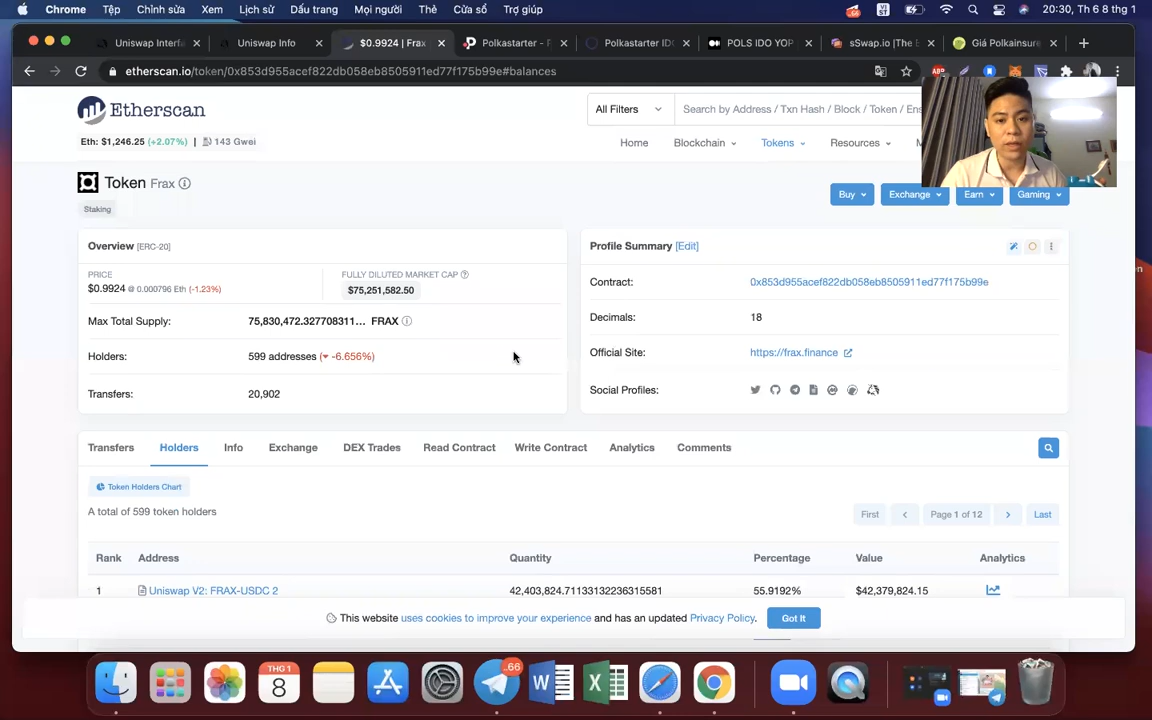 Chrome Tệp Chỉnh sửa Xem Lịch sử Dấu trang Mọi người Thẻ Cửa sổ Trợ giúp .66 VI ST 20:30, Th 6 8 thg 1
Uniswap Interfa Uniswap Info $0.9924 | Frax Polkastarter - P Polkastarter IDO POLS IDO YOP sSwap.io |The E Giá Polkainsure
etherscan.io/token/0x853d955acef822db058eb8505911ed77f175b99e#balances ABP
Etherscan
All Filters Search by Address / Txn Hash / Block / Token / Ens
Eth: $1,246.25 (+2.07%) | 143 Gwei
Home Blockchain Tokens Resources M
Token Frax
Buy Exchange Earn Gaming
Staking
Overview [ERC-20]
Profile Summary [Edit]
PRICE FULLY DILUTED MARKET CAP
$0.9924 @ 0.000796 Eth (-1.23%) $75,251,582.50
Contract: 0x853d955acef822db058eb8505911ed77f175b99e
Max Total Supply: 75,830,472.327708311... FRAX
Decimals: 18
Holders: 599 addresses (-6.656%)
Official Site: https://frax.finance
Transfers: 20,902
Social Profiles:
Transfers Holders Info Exchange DEX Trades Read Contract Write Contract Analytics Comments
Token Holders Chart
A total of 599 token holders
First Page 1 of 12 Last
Rank Address Quantity Percentage Value Analytics
1 Uniswap V2: FRAX-USDC 2 42,403,824.71133132236315581 55.9192% $42,379,824.15
This website uses cookies to improve your experience and has an updated Privacy Policy. Got It
THG 1
8
.66
W
X